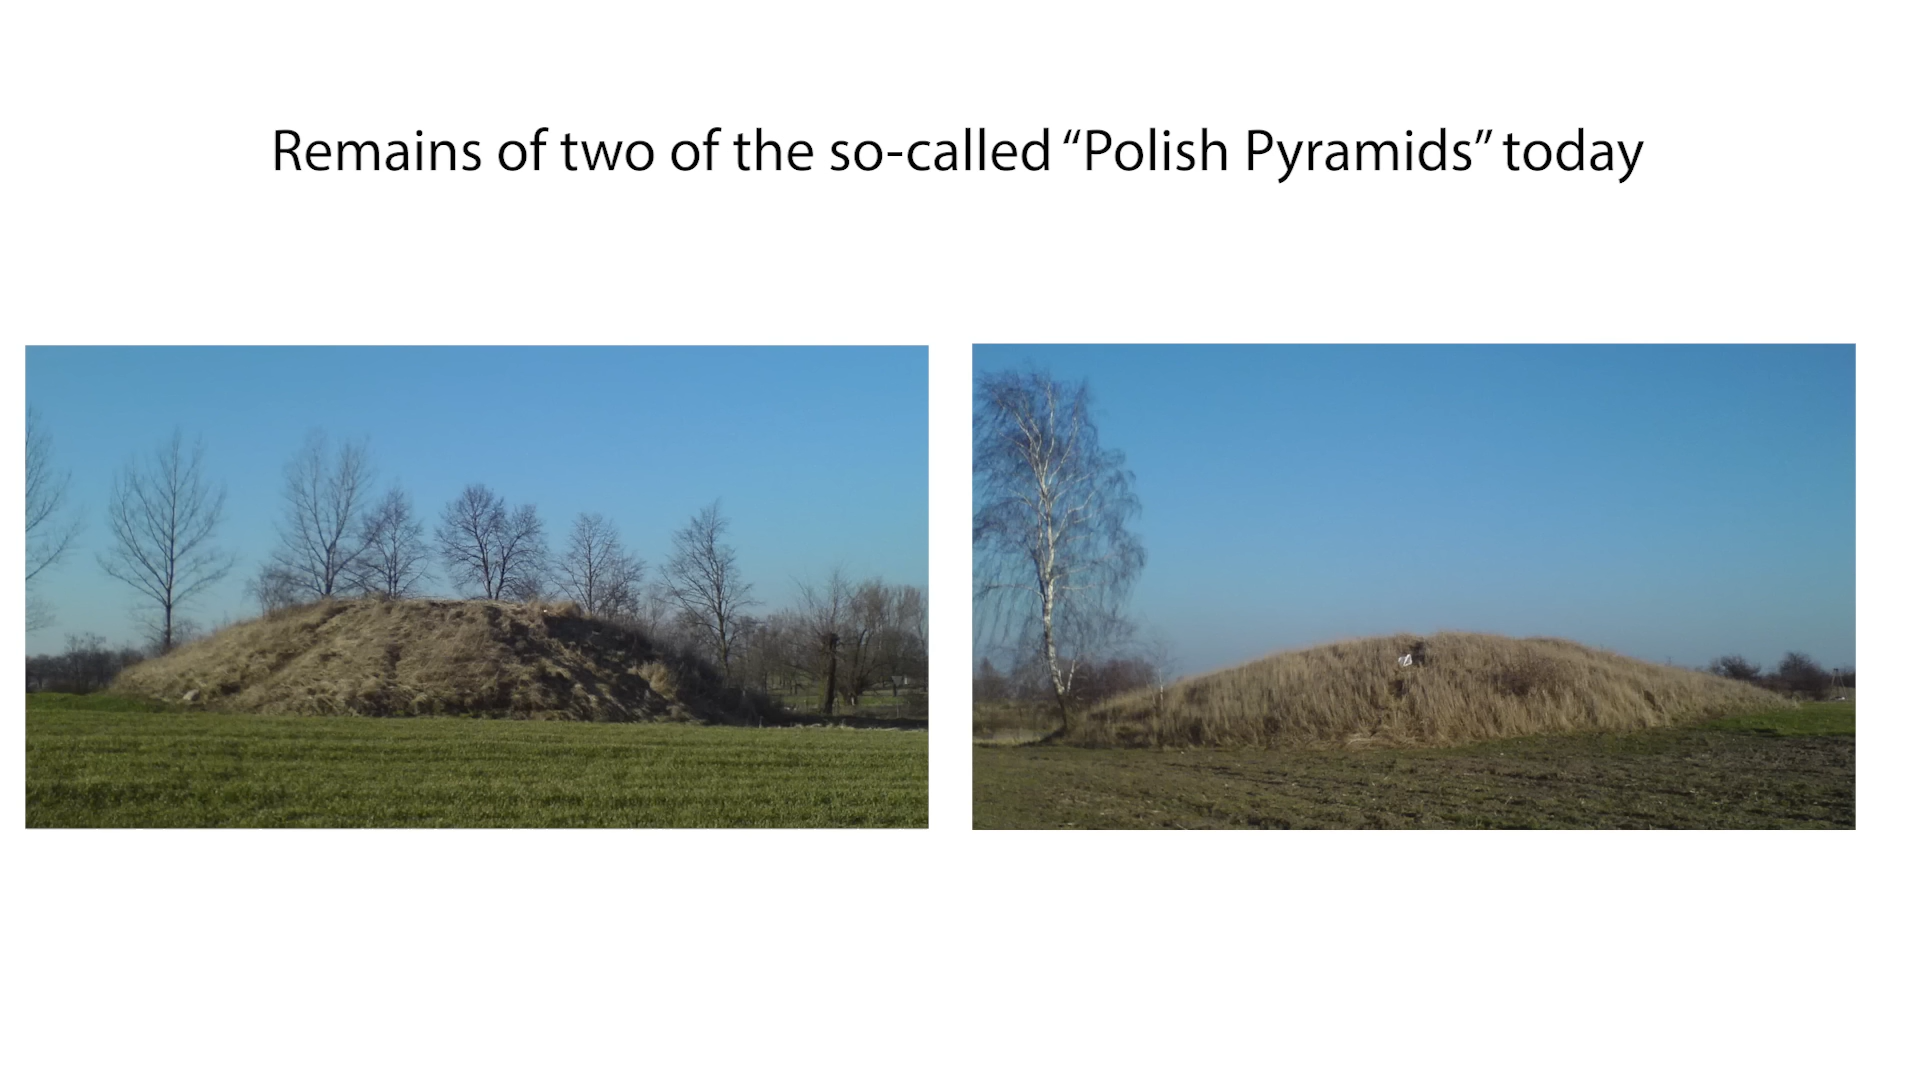 Remains of two of the so-called “Polish Pyramids” today